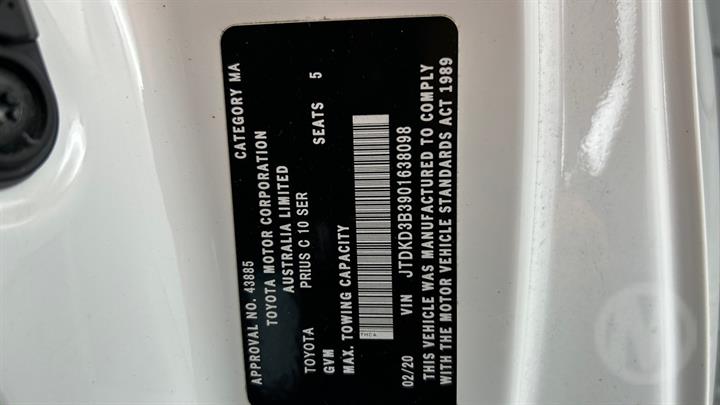 APPROVAL NO. 43885 CATEGORY MA
TOYOTA MOTOR CORPORATION
AUSTRALIA LIMITED
TOYOTA PRIUS C 10 SER SEATS 5
GVM
MAX. TOWING CAPACITY
THCA
02/20 VIN JTDKD3B3901638098
THIS VEHICLE WAS MANUFACTURED TO COMPLY
WITH THE MOTOR VEHICLE STANDARDS ACT 1989
M